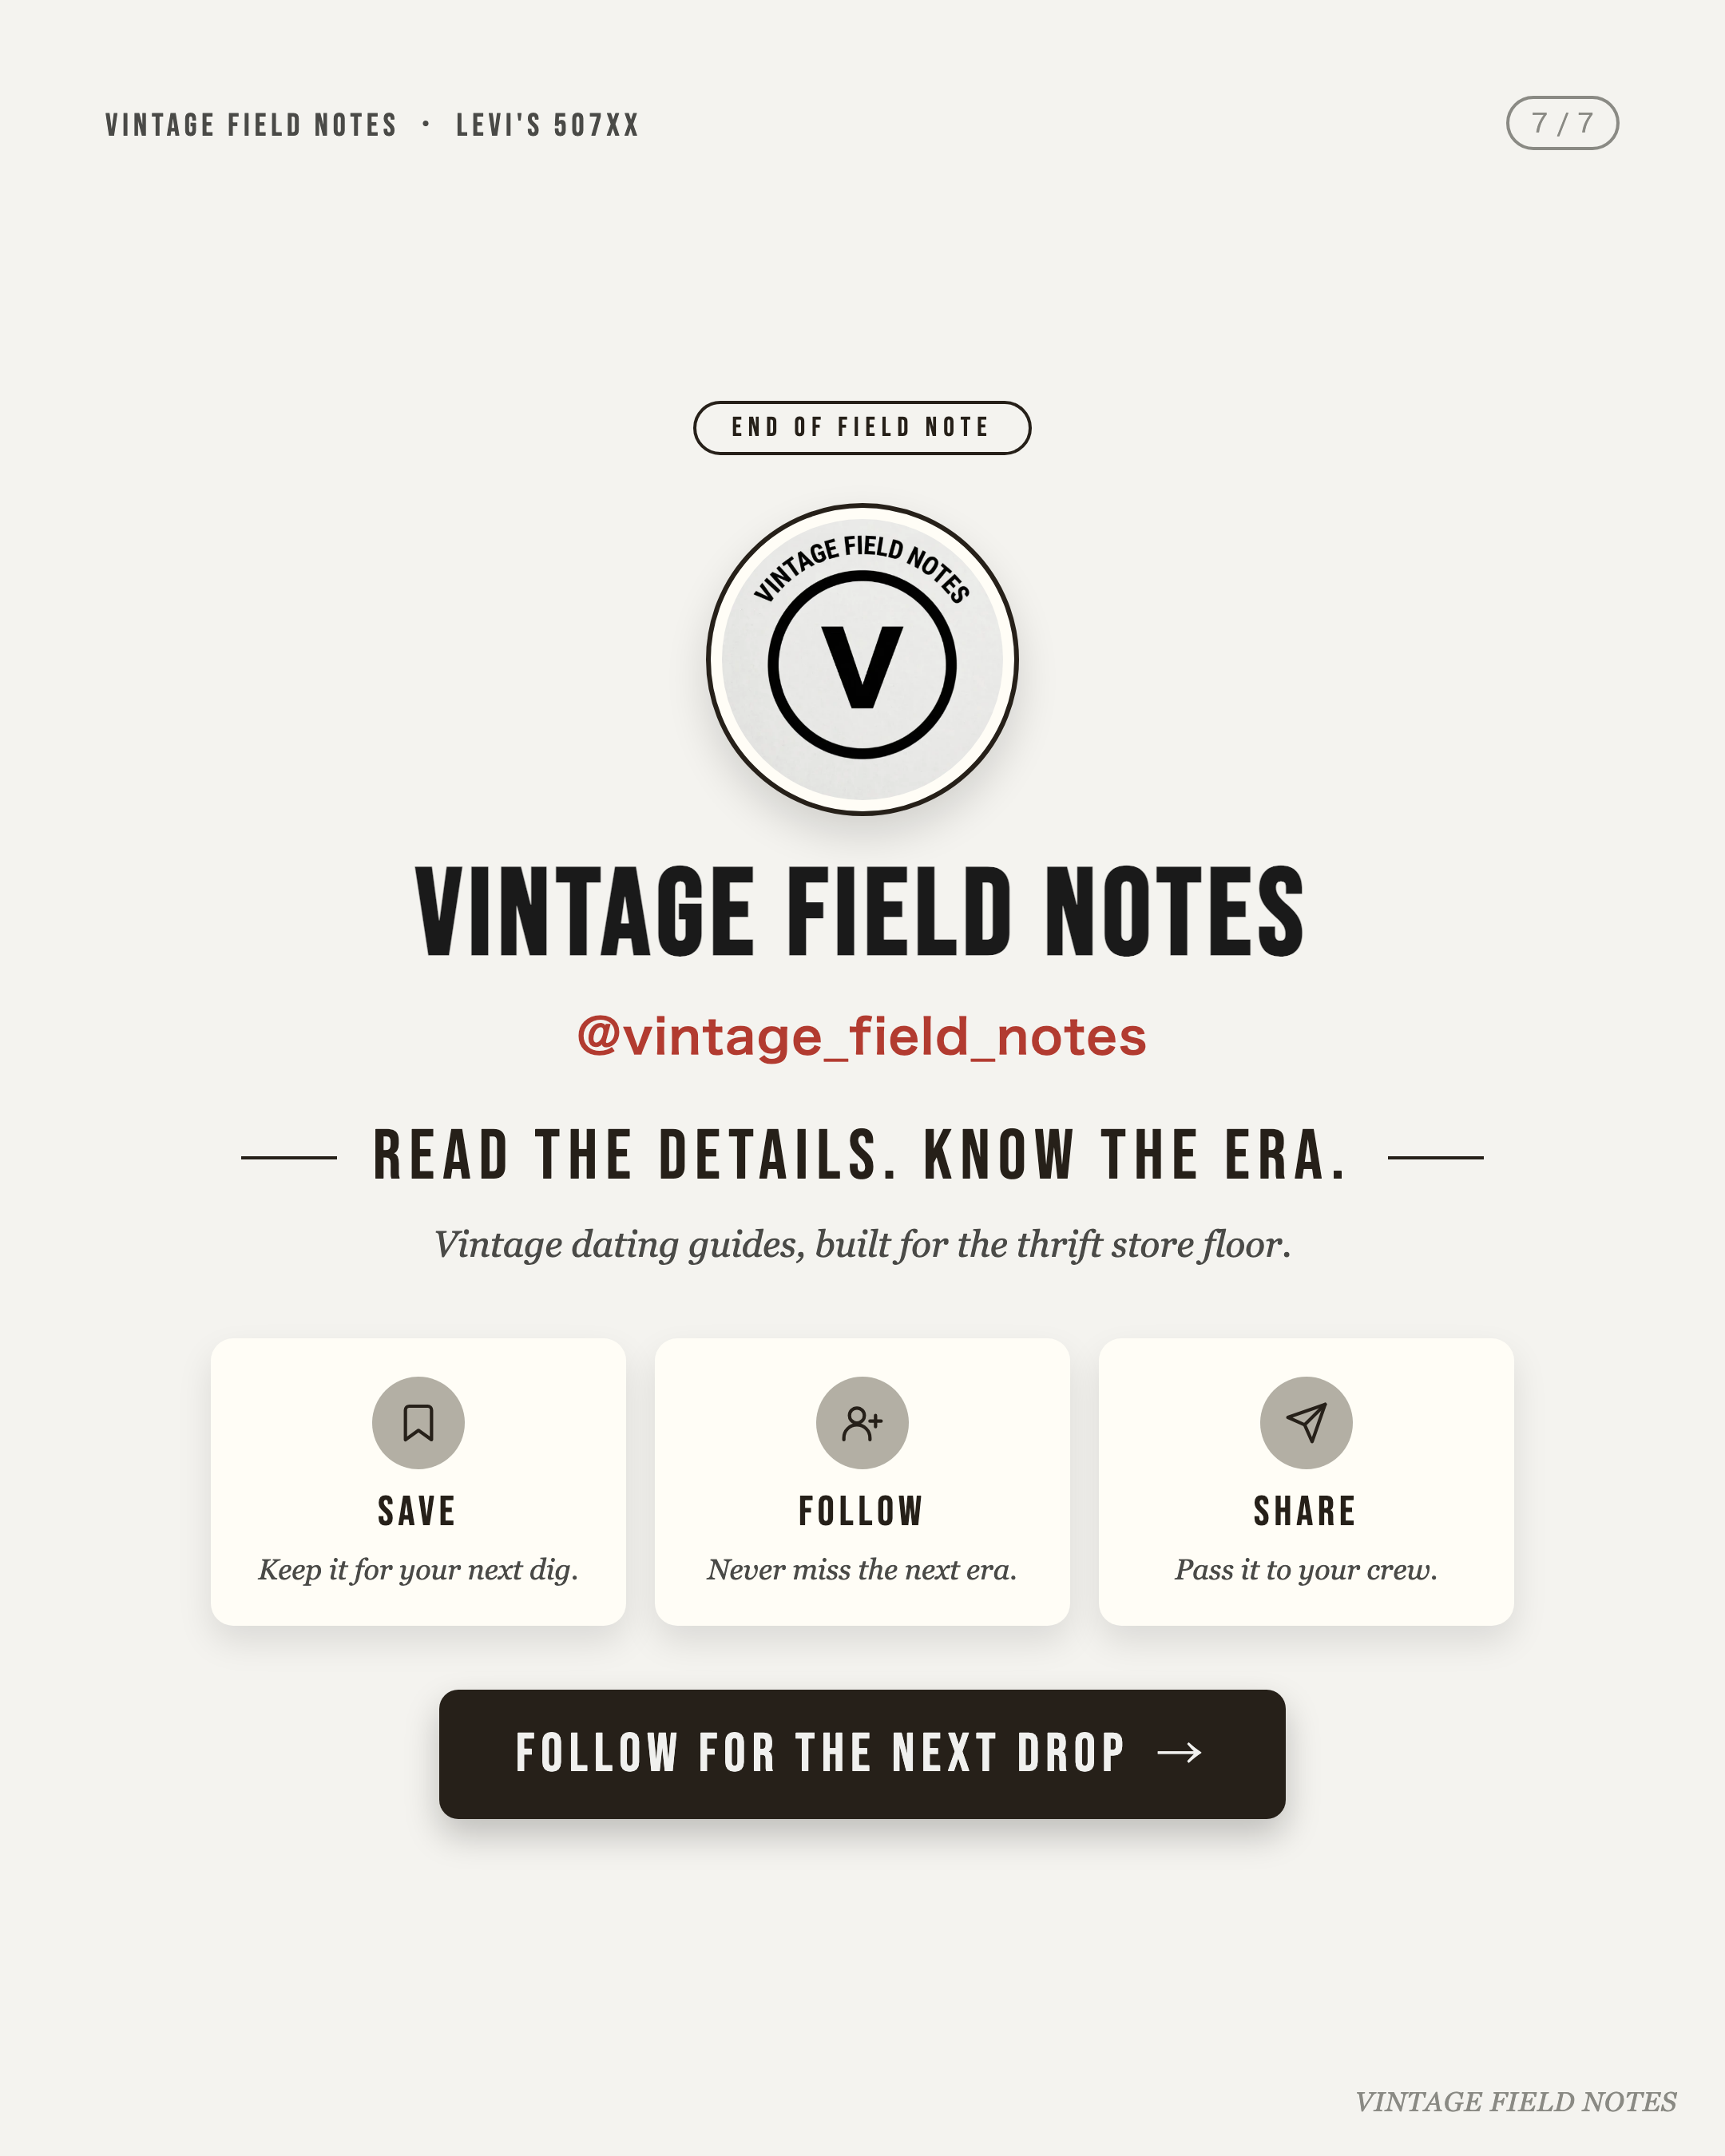 VINTAGE FIELD NOTES · LEVI'S 507XX
7 / 7
END OF FIELD NOTE
VINTAGE FIELD NOTES
V
VINTAGE FIELD NOTES
@vintage_field_notes
READ THE DETAILS. KNOW THE ERA.
Vintage dating guides, built for the thrift store floor.
SAVE
Keep it for your next dig.
FOLLOW
Never miss the next era.
SHARE
Pass it to your crew.
FOLLOW FOR THE NEXT DROP →
VINTAGE FIELD NOTES